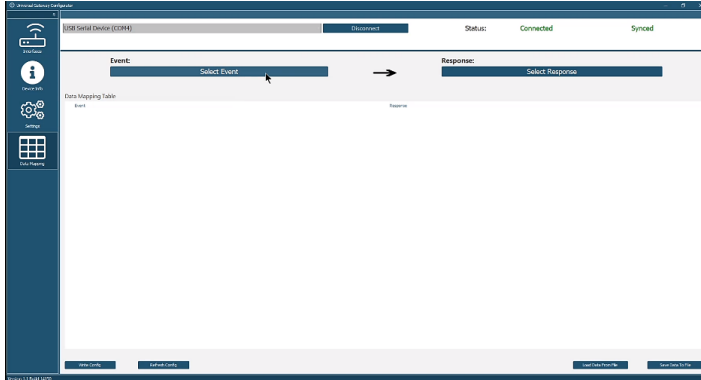 Universal Gateway Configurator
USB Serial Device (COM4)
Disconnect
Status:
Connected
Synced
Interfaces
Device Info
Settings
Data Mapping
Event:
Select Event
Response:
Select Response
Data Mapping Table
Event
Response
Write Config
Refresh Config
Load Data From File
Save Data To File